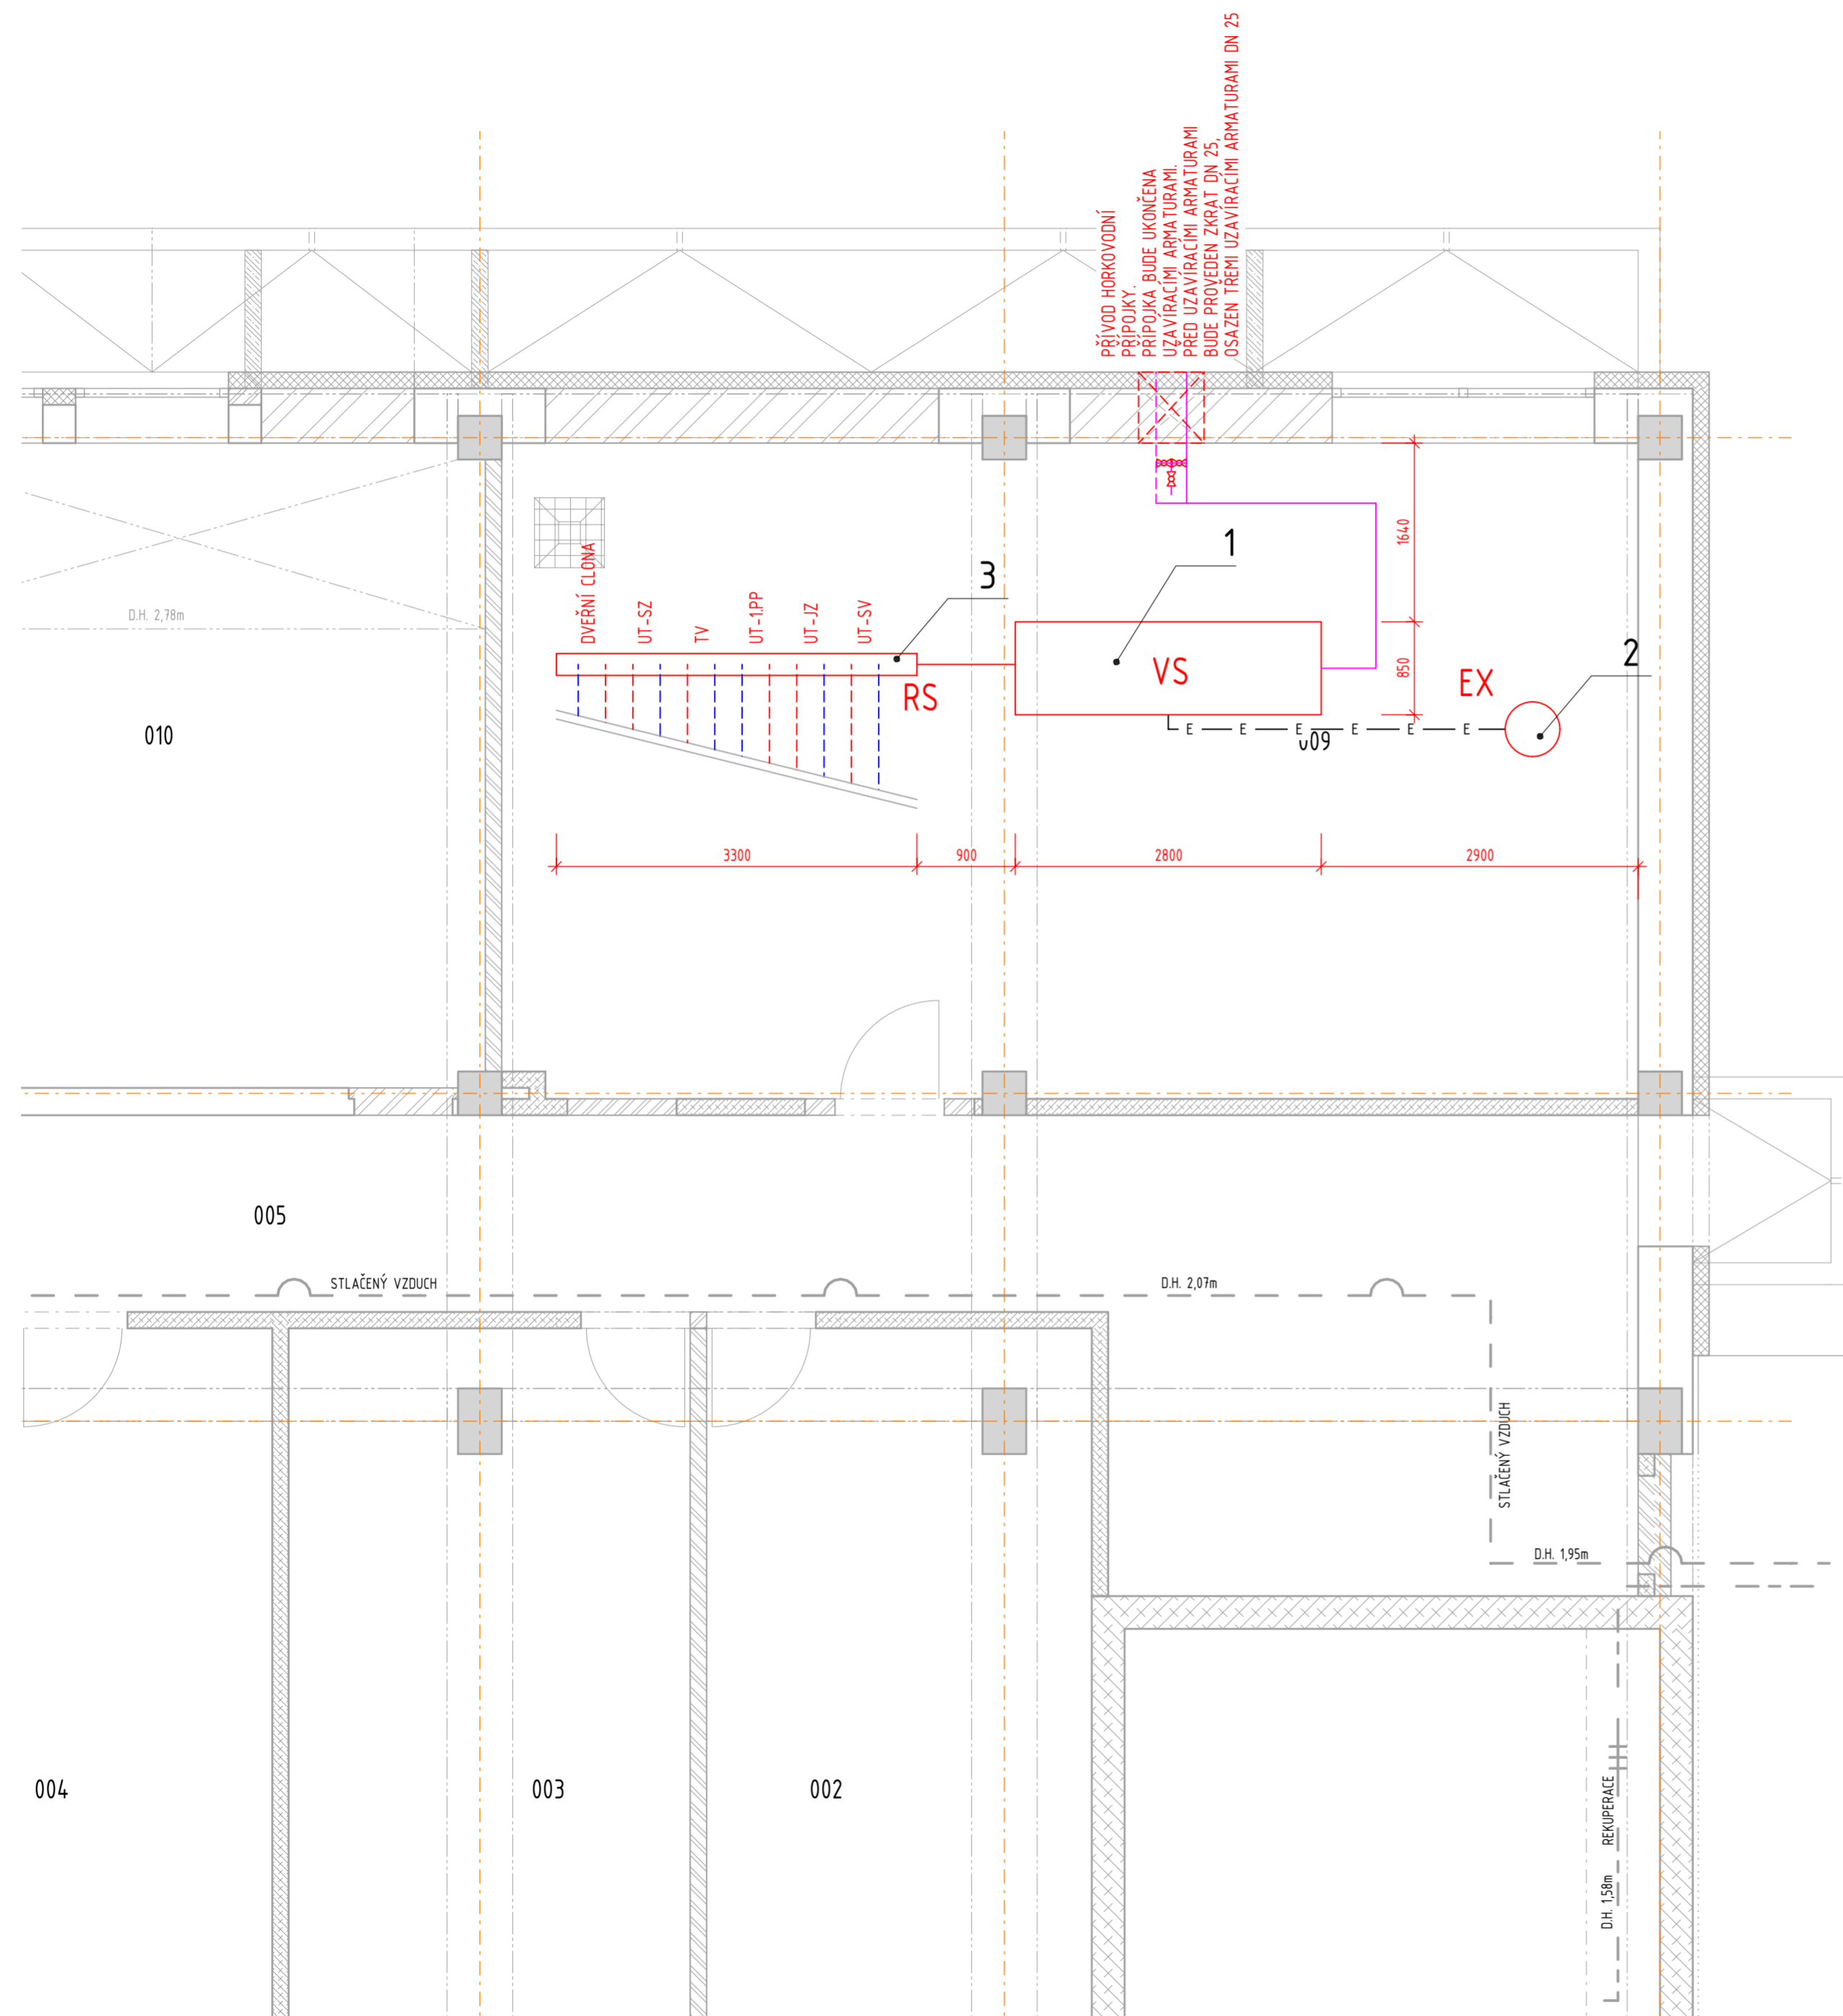 PŘÍVOD HORKOVODNÍ
PŘÍPOJKY.
PŘÍPOJKA BUDE UKONČENA
UZAVÍRACÍMI ARMATURAMI.
PŘED UZAVÍRACÍMI ARMATURAMI
BUDE PROVEDEN ZKRAT DN 25,
OSAZEN TŘEMI UZAVÍRACÍMI ARMATURAMI DN 25
1640
1
3
DVEŘNÍ CLONA
UT-SZ
TV
UT-1.PP
UT-JZ
UT-SV
D.H. 2,78m
2
850
VS
EX
RS
010
E E E E E E
009
3300 900 2800 2900
005
STLAČENÝ VZDUCH
D.H. 2,07m
STLAČENÝ VZDUCH
D.H. 1,95m
004
003
002
REKUPERACE
D.H. 1,58m